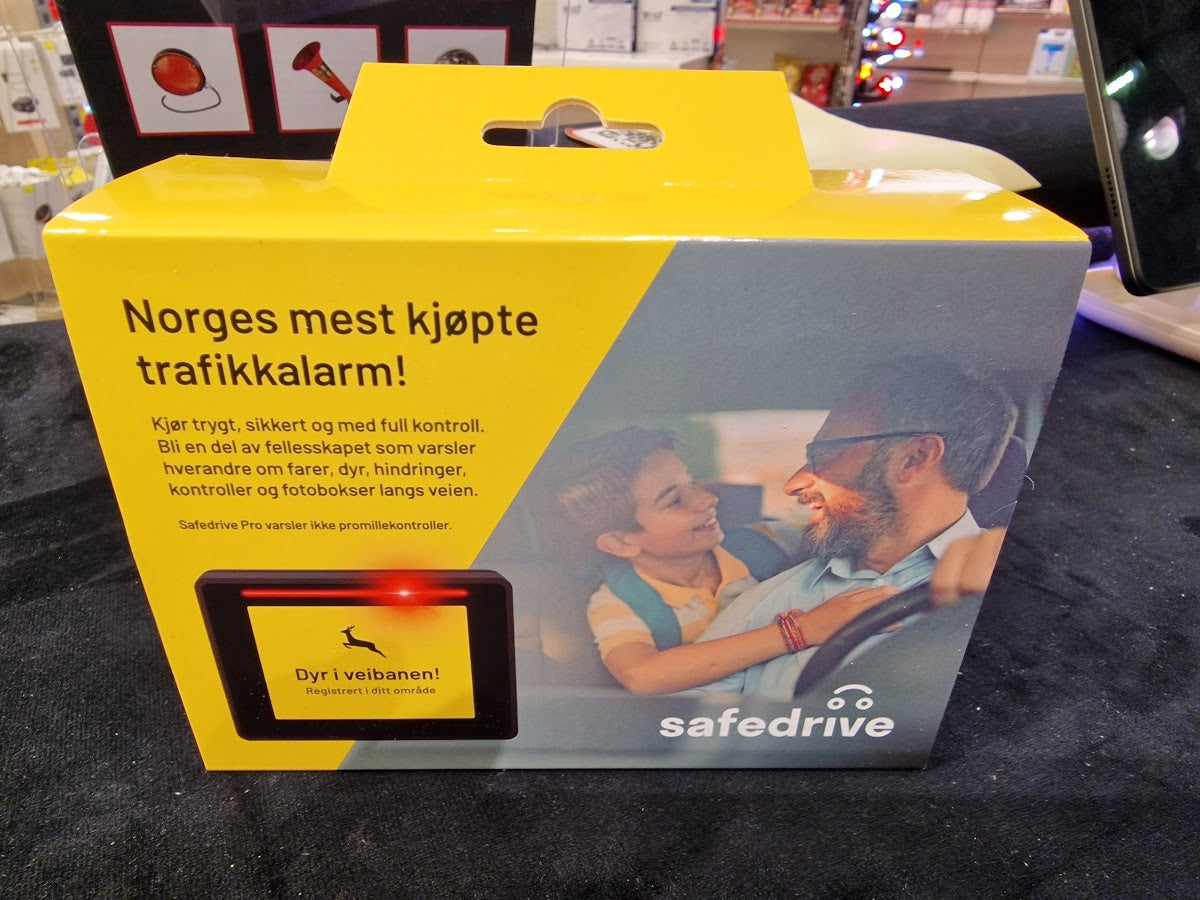 Norges mest kjøpte
trafikkalarm!
Kjør trygt, sikkert og med full kontroll.
Bli en del av fellesskapet som varsler
hverandre om farer, dyr, hindringer,
kontroller og fotobokser langs veien.
Safedrive Pro varsler ikke promillekontroller.
Dyr i veibanen!
Registrert i ditt område
safedrive